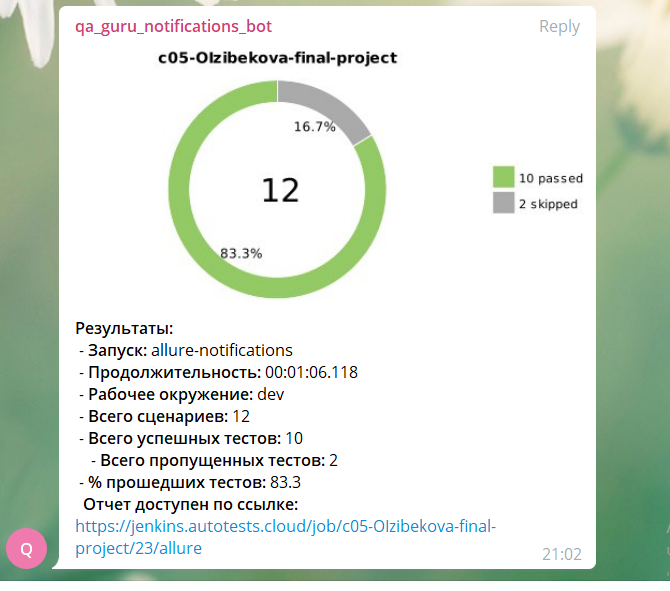 qa_guru_notifications_bot Reply
c05-Olzibekova-final-project
16.7%
12
10 passed
2 skipped
83.3%
Результаты:
- Запуск: allure-notifications
- Продолжительность: 00:01:06.118
- Рабочее окружение: dev
- Всего сценариев: 12
- Всего успешных тестов: 10
- Всего пропущенных тестов: 2
- % прошедших тестов: 83.3
Отчет доступен по ссылке:
https://jenkins.autotests.cloud/job/c05-Olzibekova-final-
project/23/allure
Q
21:02